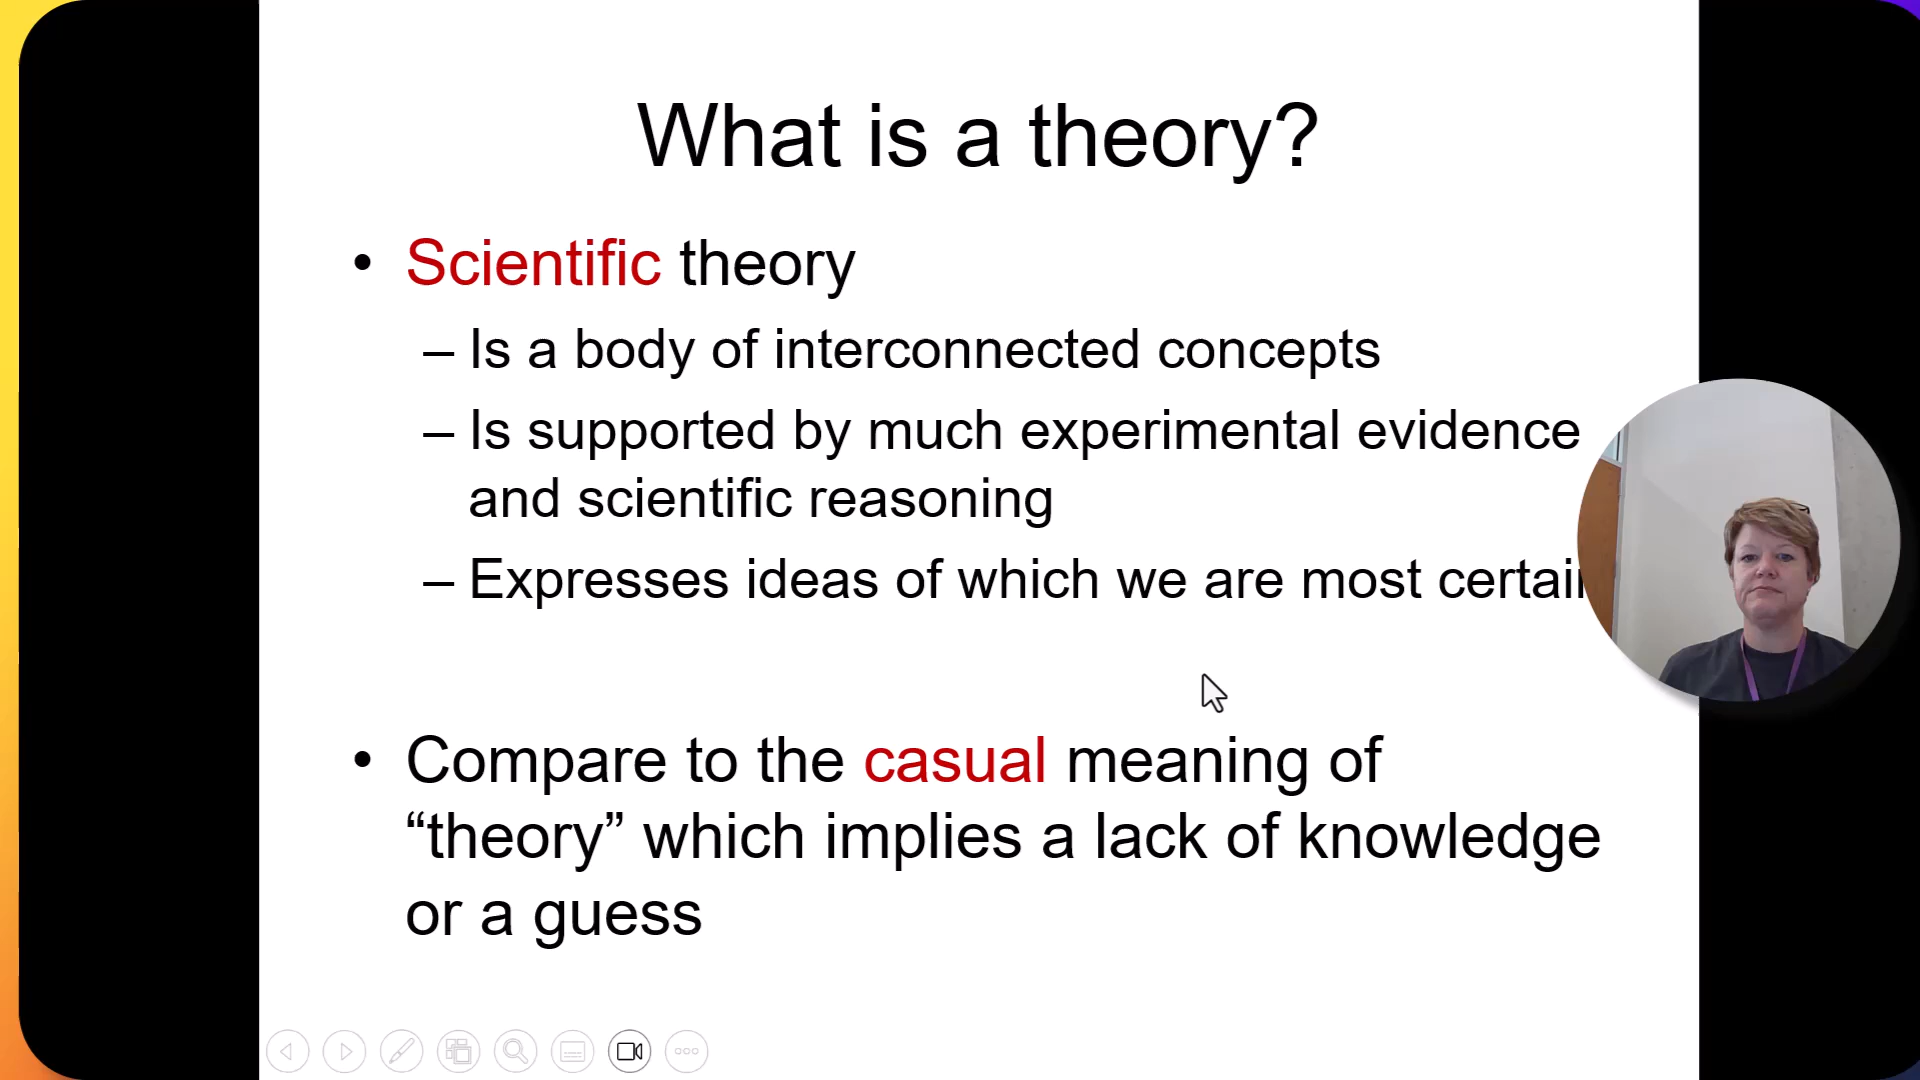 What is a theory?
• Scientific theory
– Is a body of interconnected concepts
– Is supported by much experimental evidence
and scientific reasoning
– Expresses ideas of which we are most
• Compare to the casual meaning of
“theory” which implies a lack of knowledge
or a guess